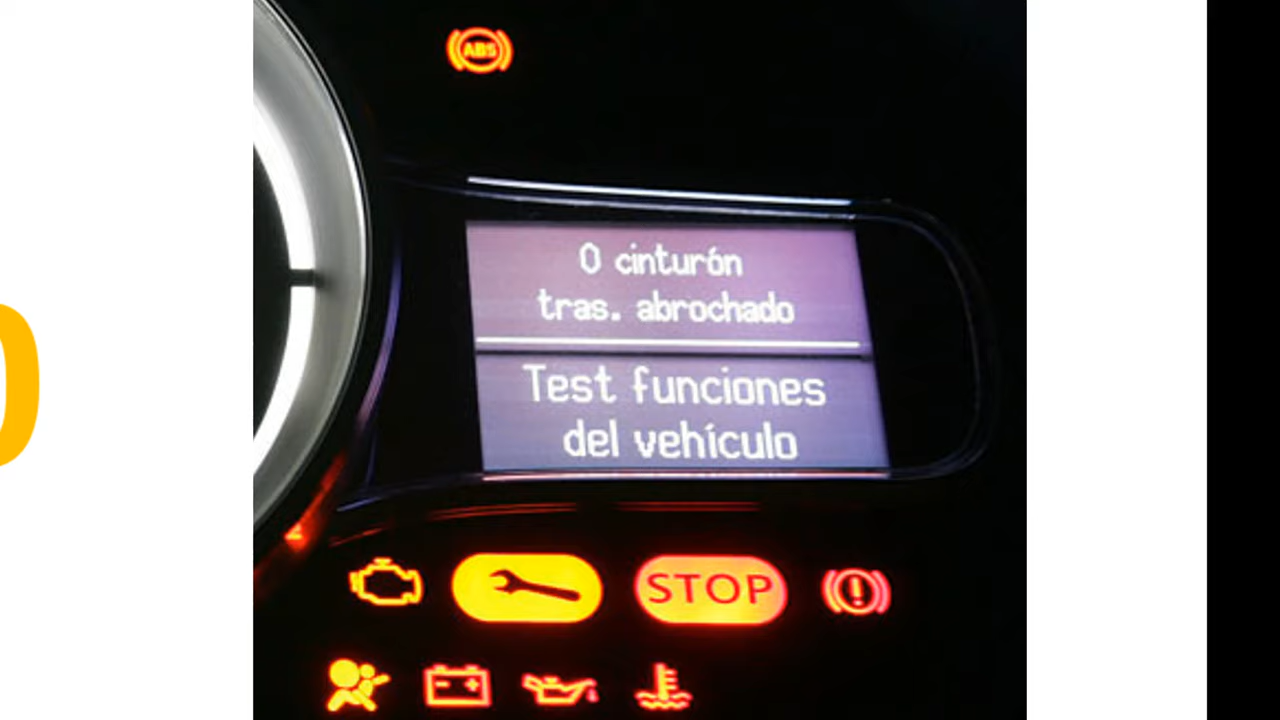 ABS
0 cinturón
tras. abrochado
Test funciones
del vehículo
STOP